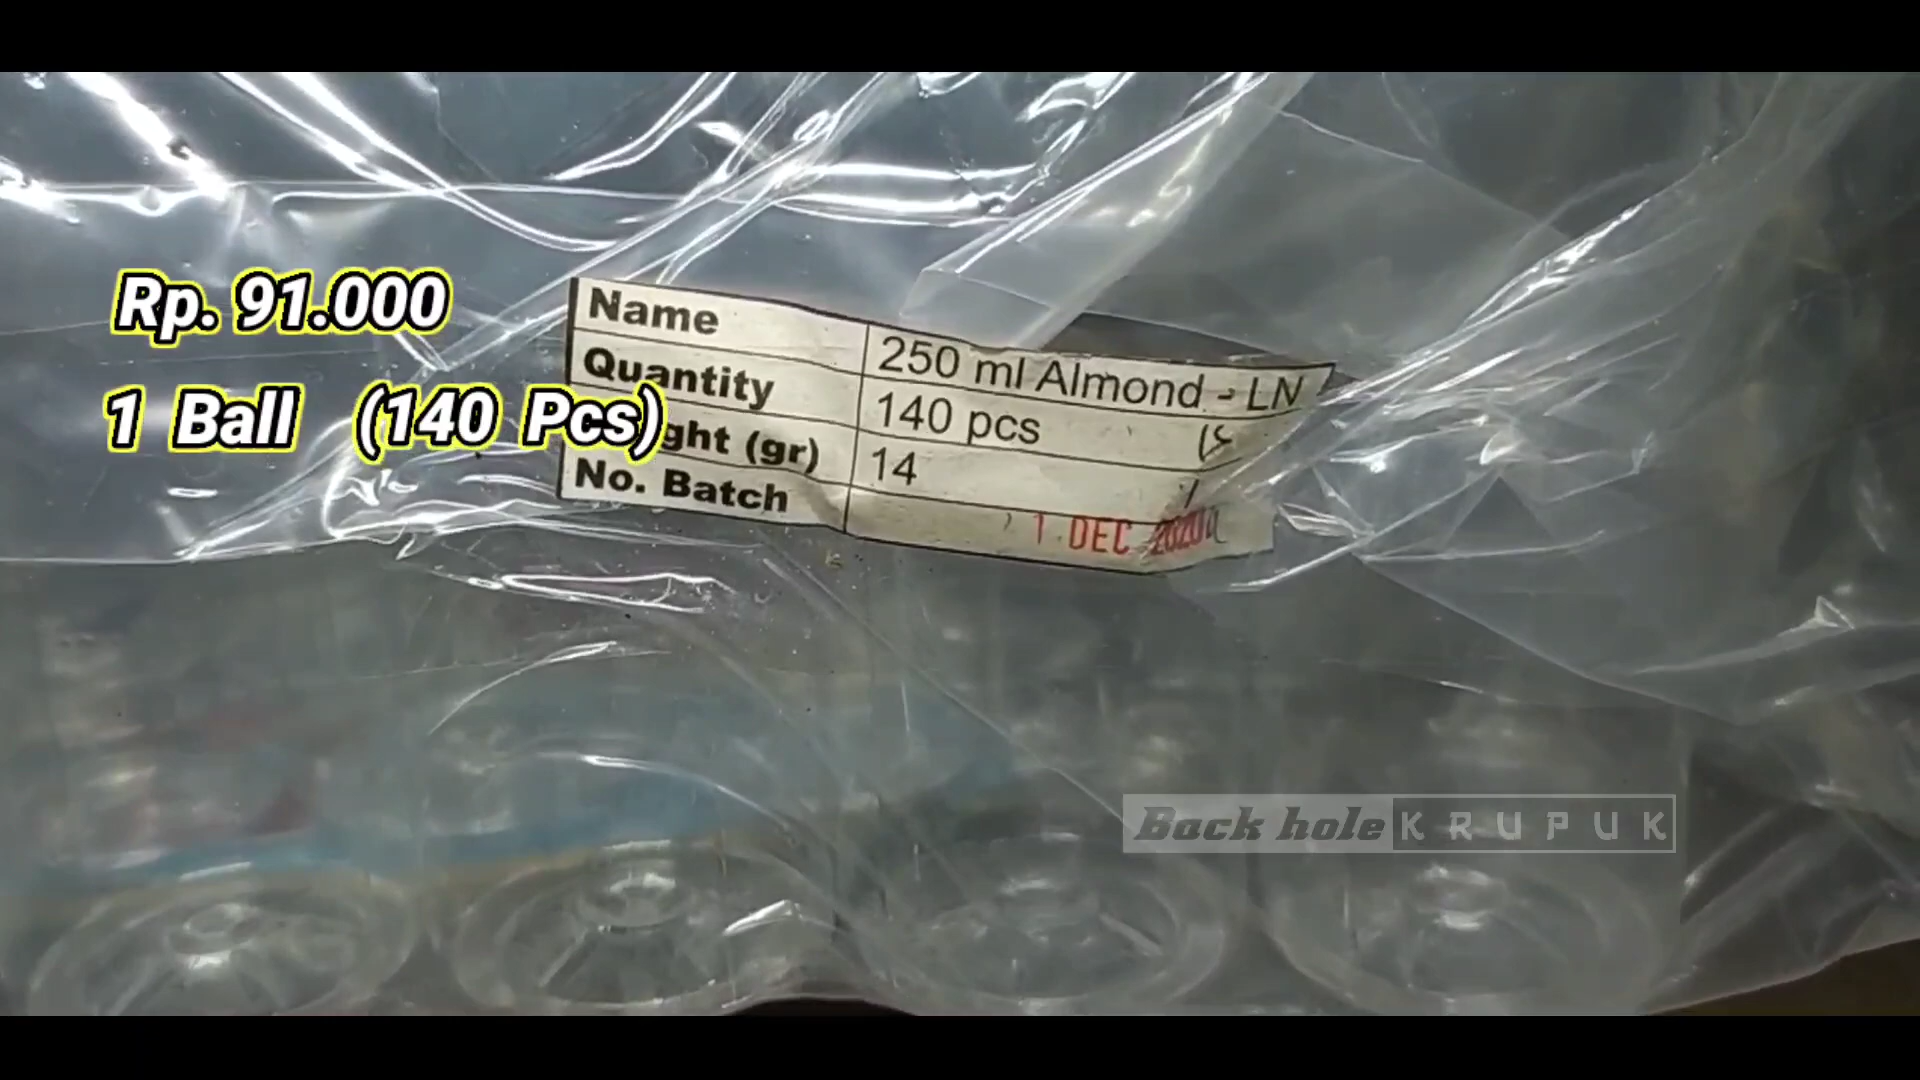 Rp. 91.000
1 Ball (140 Pcs)
Name 250 ml Almond - LN
Quantity 140 pcs
ght (gr) 14
No. Batch 1 DEC 2020
Back hole KRUPUK